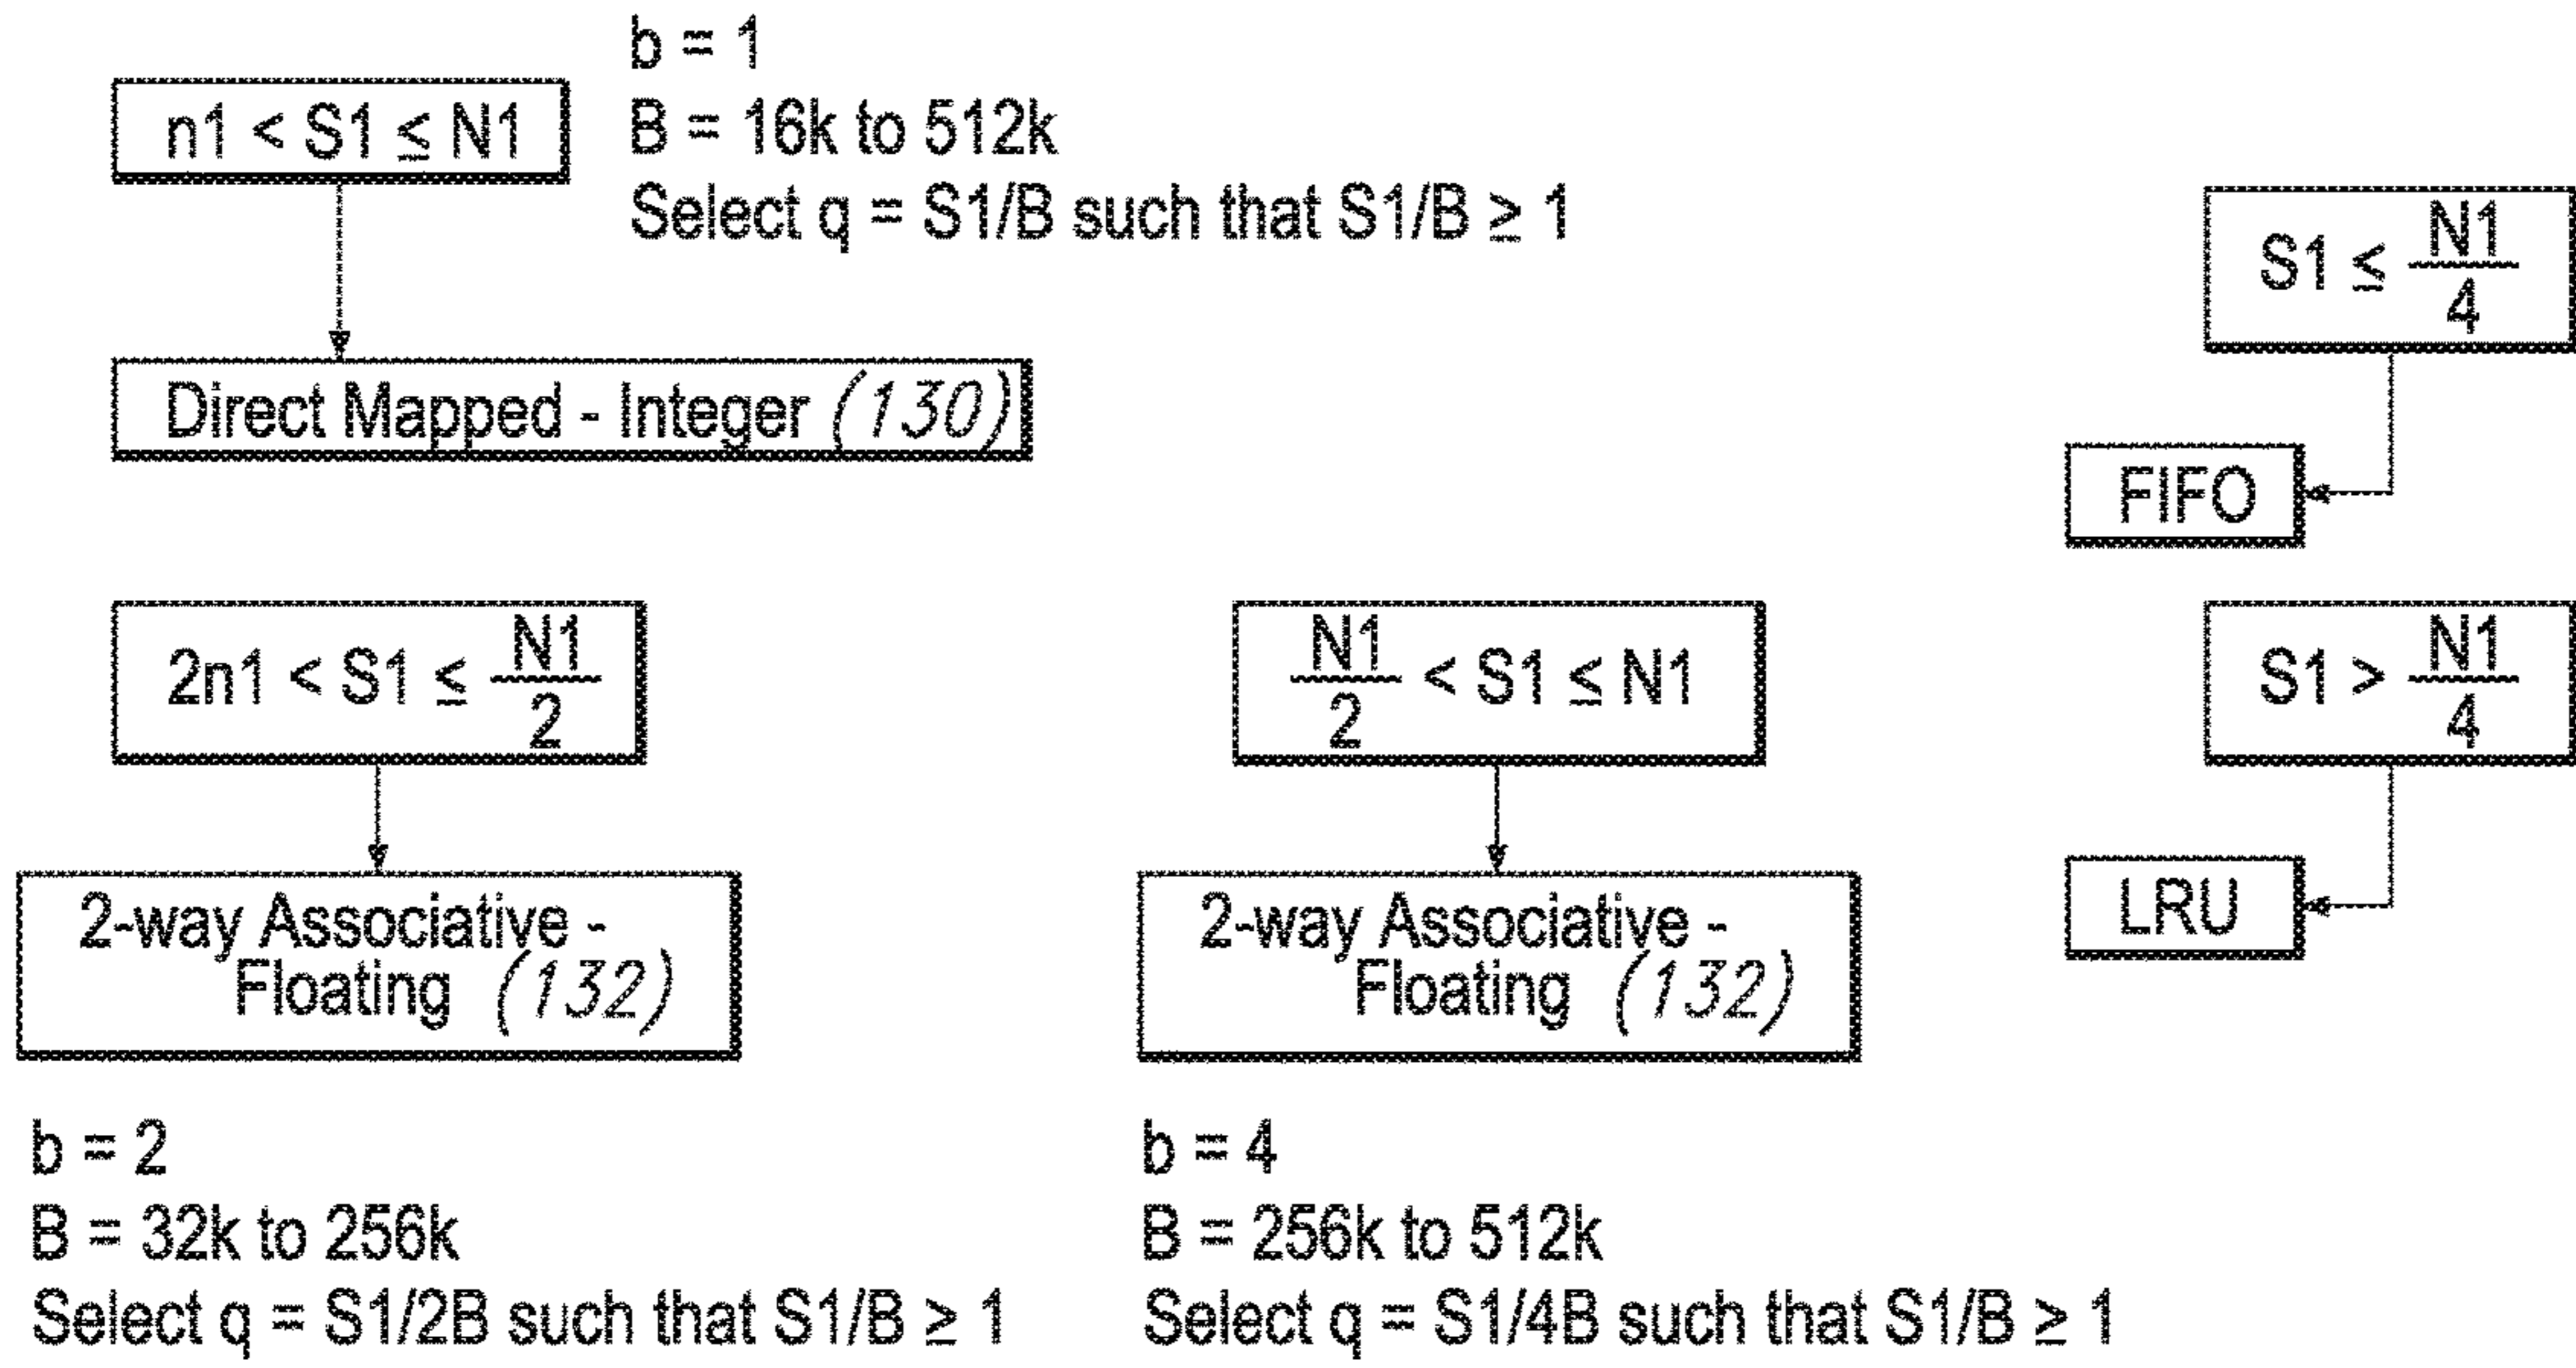 b = 1
n1 < S1 ≤ N1
B = 16k to 512k
Select q = S1/B such that S1/B ≥ 1
Direct Mapped - Integer (130)
S1 ≤ N1/4
FIFO
2n1 < S1 ≤ N1/2
2-way Associative -
Floating (132)
b = 2
B = 32k to 256k
Select q = S1/2B such that S1/B ≥ 1
N1/2 < S1 ≤ N1
2-way Associative -
Floating (132)
b = 4
B = 256k to 512k
Select q = S1/4B such that S1/B ≥ 1
S1 > N1/4
LRU